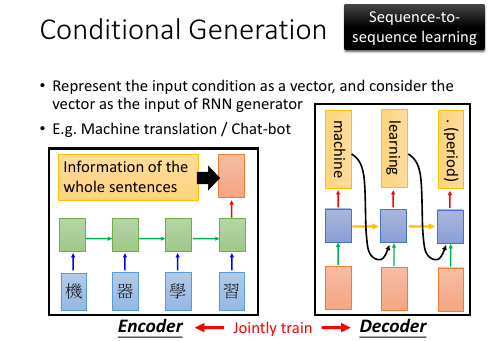 Conditional Generation
Sequence-to-
sequence learning
• Represent the input condition as a vector, and consider the
vector as the input of RNN generator
• E.g. Machine translation / Chat-bot
Information of the
whole sentences
機 器 學 習
machine
learning
. (period)
Encoder
Jointly train
Decoder